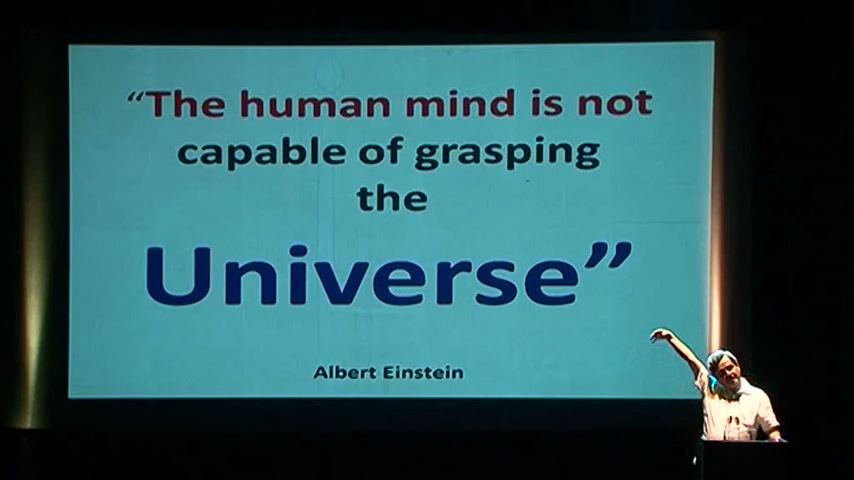 “The human mind is not
capable of grasping
the
Universe”
Albert Einstein